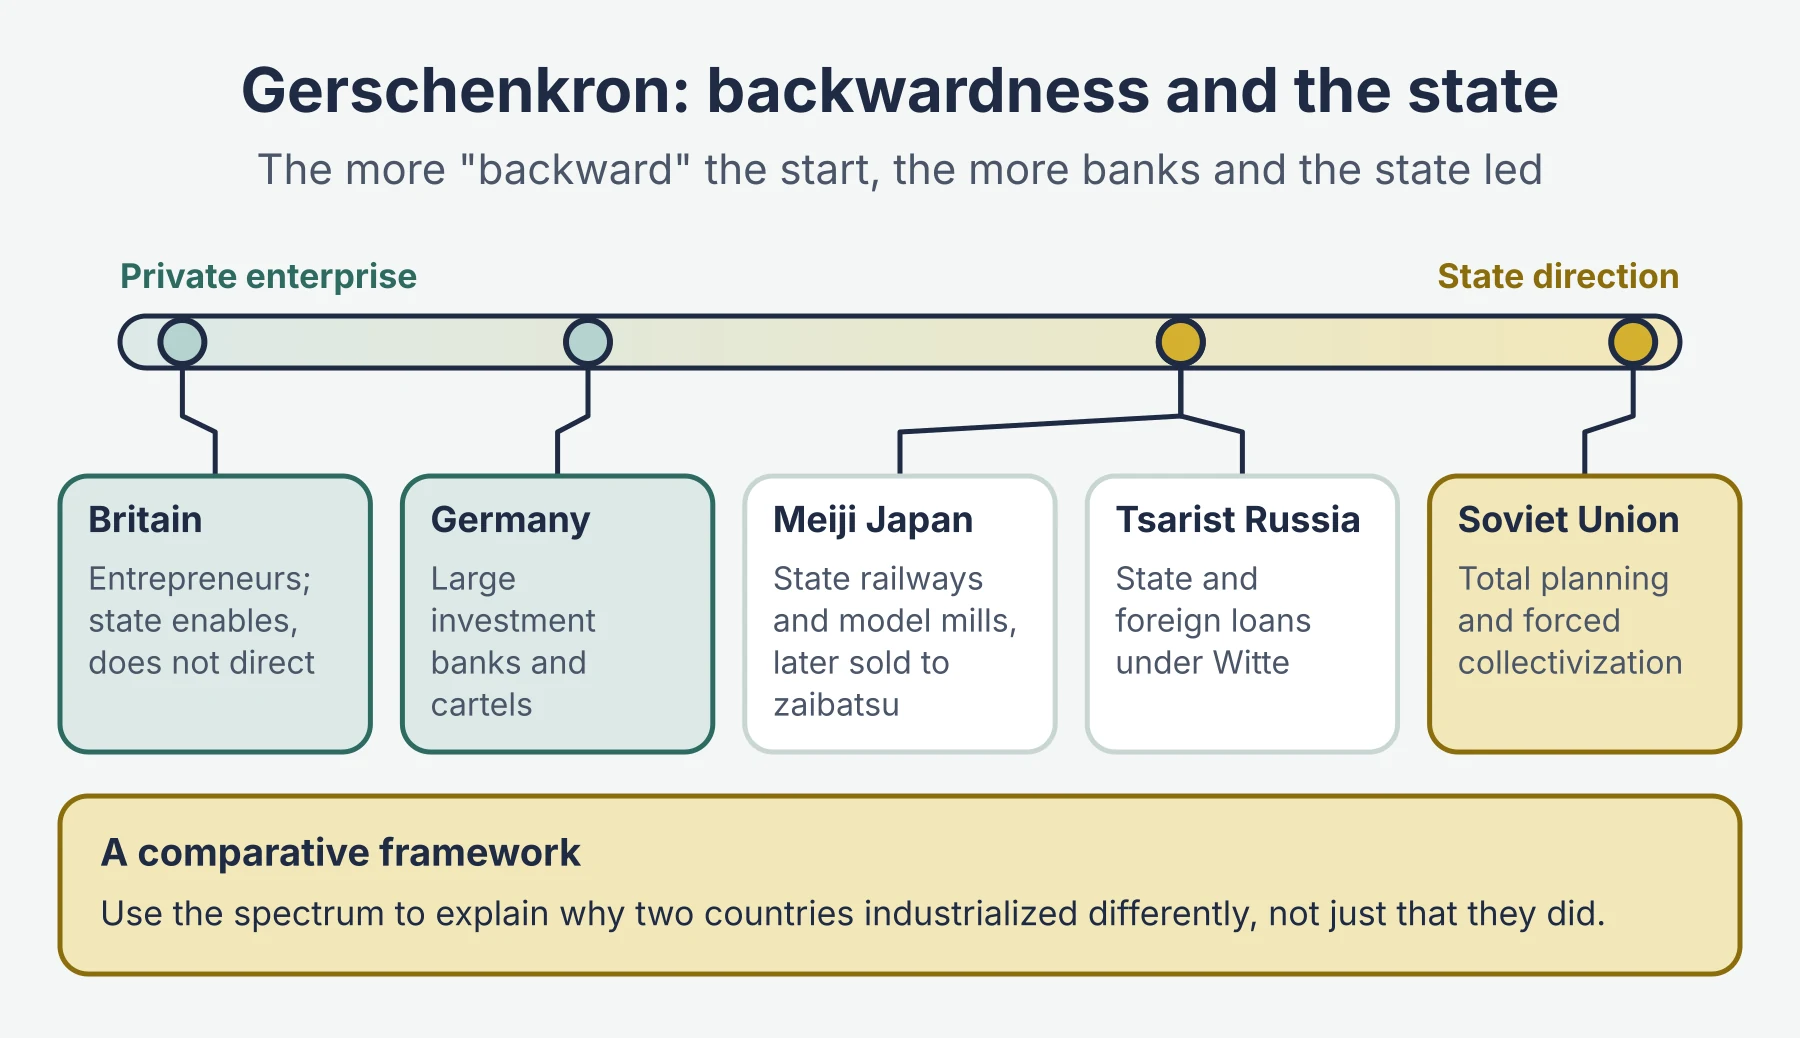 Gerschenkron: backwardness and the state
The more "backward" the start, the more banks and the state led
Private enterprise
State direction
Britain
Entrepreneurs;
state enables,
does not direct
Germany
Large
investment
banks and
cartels
Meiji Japan
State railways
and model mills,
later sold to
zaibatsu
Tsarist Russia
State and
foreign loans
under Witte
Soviet Union
Total planning
and forced
collectivization
A comparative framework
Use the spectrum to explain why two countries industrialized differently, not just that they did.